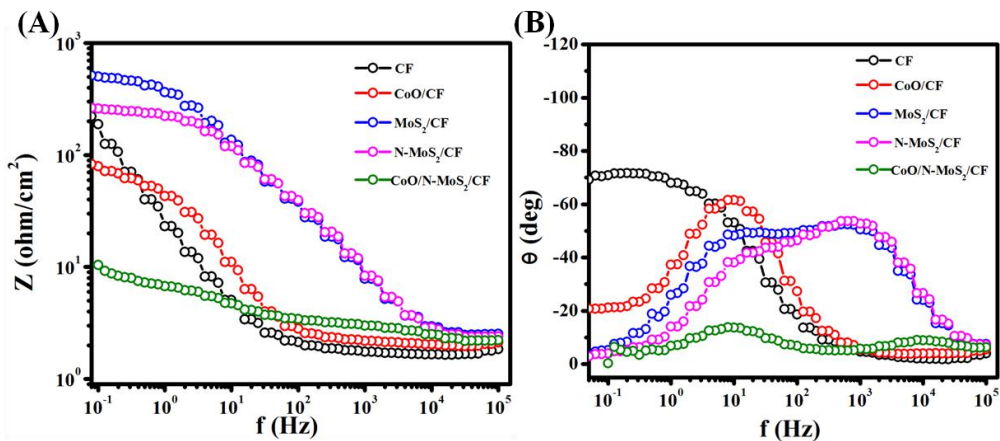 (A)
10³
10²
10¹
10⁰
Z (ohm/cm²)
CF
CoO/CF
MoS₂/CF
N-MoS₂/CF
CoO/N-MoS₂/CF
10⁻¹ 10⁰ 10¹ 10² 10³ 10⁴ 10⁵
f (Hz)
(B)
-120
-100
-80
-60
-40
-20
0
θ (deg)
CF
CoO/CF
MoS₂/CF
N-MoS₂/CF
CoO/N-MoS₂/CF
10⁻¹ 10⁰ 10¹ 10² 10³ 10⁴ 10⁵
f (Hz)